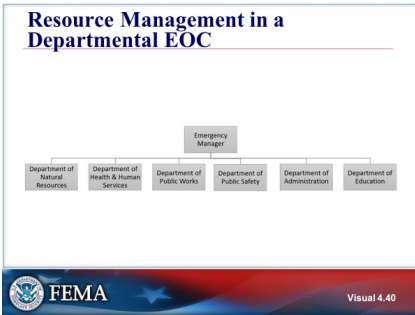 Resource Management in a
Departmental EOC
Emergency
Manager
Department of
Natural
Resources
Department of
Health & Human
Services
Department of
Public Works
Department of
Public Safety
Department of
Administration
Department of
Education
FEMA
Visual 4.40